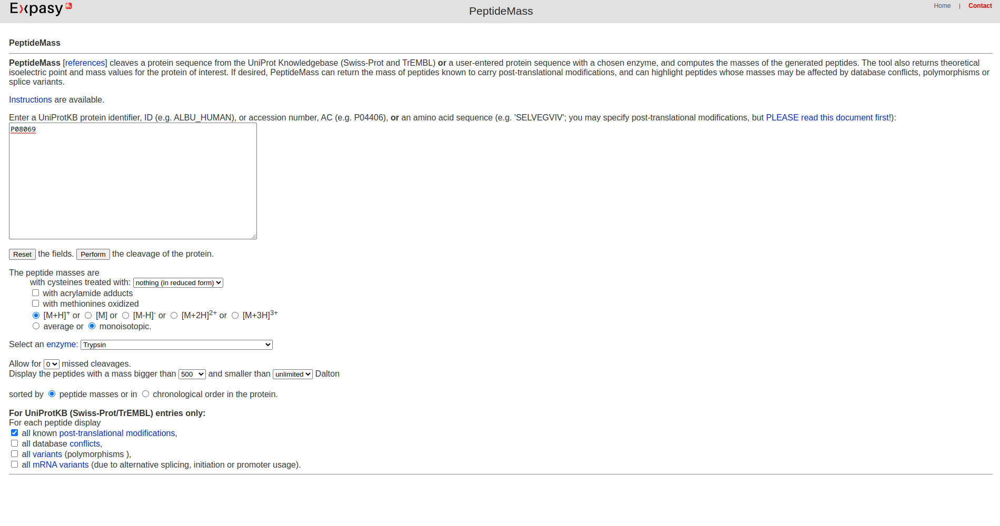 Expasy
PeptideMass
Home | Contact
PeptideMass
PeptideMass [references] cleaves a protein sequence from the UniProt Knowledgebase (Swiss-Prot and TrEMBL) or a user-entered protein sequence with a chosen enzyme, and computes the masses of the generated peptides. The tool also returns theoretical
isoelectric point and mass values for the protein of interest. If desired, PeptideMass can return the mass of peptides known to carry post-translational modifications, and can highlight peptides whose masses may be affected by database conflicts, polymorphisms or
splice variants.
Instructions are available.
Enter a UniProtKB protein identifier, ID (e.g. ALBU_HUMAN), or accession number, AC (e.g. P04406), or an amino acid sequence (e.g. 'SELVEGVIV'; you may specify post-translational modifications, but PLEASE read this document first!):
P08069
Reset the fields. Perform the cleavage of the protein.
The peptide masses are
with cysteines treated with: nothing (in reduced form)
with acrylamide adducts
with methionines oxidized
[M+H]+ or [M] or [M-H]- or [M+2H]2+ or [M+3H]3+
average or monoisotopic.
Select an enzyme: Trypsin
Allow for 0 missed cleavages.
Display the peptides with a mass bigger than 500 and smaller than unlimited Dalton
sorted by peptide masses or in chronological order in the protein.
For UniProtKB (Swiss-Prot/TrEMBL) entries only:
For each peptide display
all known post-translational modifications,
all database conflicts,
all variants (polymorphisms ),
all mRNA variants (due to alternative splicing, initiation or promoter usage).